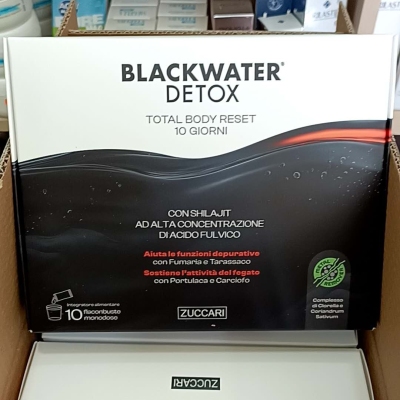 BLACKWATER®
DETOX
TOTAL BODY RESET
10 GIORNI
CON SHILAJIT
AD ALTA CONCENTRAZIONE
DI ACIDO FULVICO
Aiuta le funzioni depurative
con Fumaria e Tarassaco
Sostiene l'attività del fegato
con Portulaca e Carciofo
Integratore alimentare
10 flaconbuste
monodose
ZUCCARI
Complesso
di Clorella e
Coriandrum
Sativum
ZUCCARI